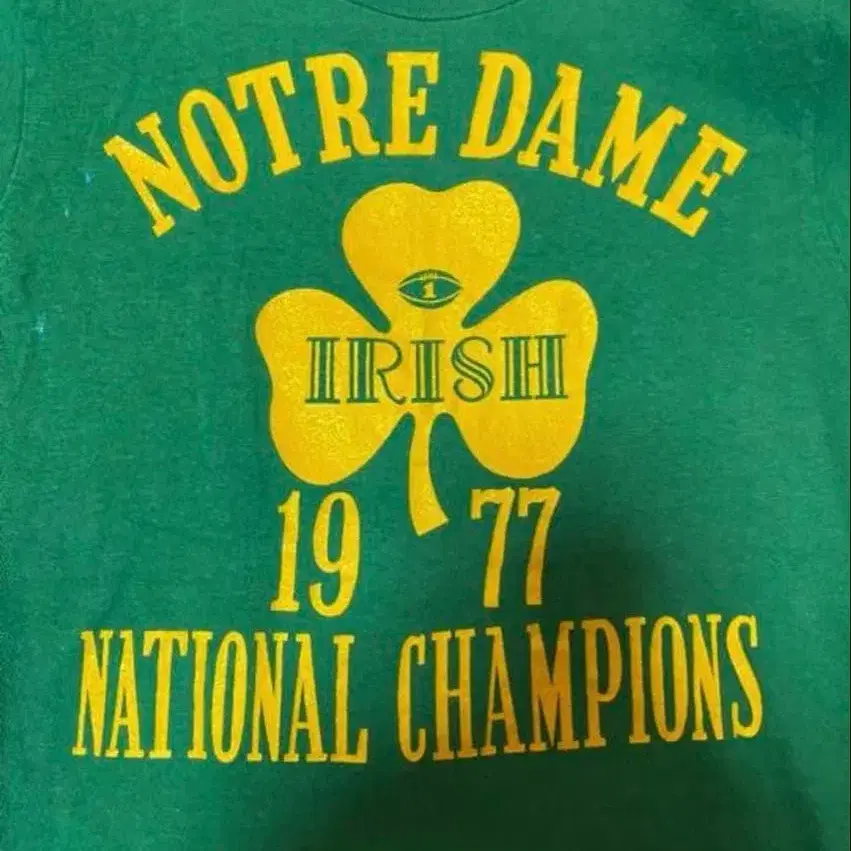 NOTRE DAME
1
IRISH
19 77
NATIONAL CHAMPIONS